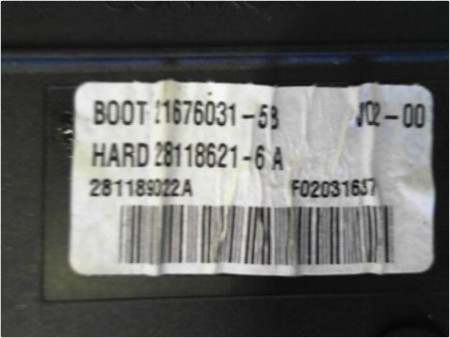 BOOT 21676031-5B V02-00
HARD 28118621-6 A
281189022A F02031637